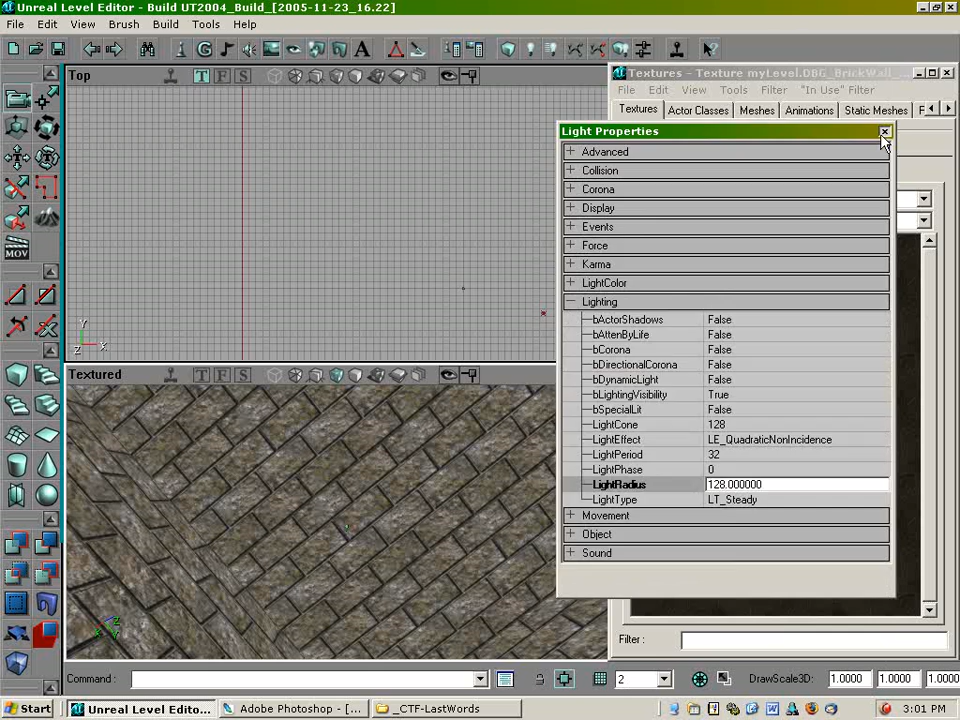 Unreal Level Editor - Build UT2004_Build_[2005-11-23_16.22]
File Edit View Brush Build Tools Help
Top
T F S
Textures - Texture myLevel.DBG_BrickWall_
File Edit View Tools Filter "In Use" Filter
Textures Actor Classes Meshes Animations Static Meshes
Light Properties
Advanced
Collision
Corona
Display
Events
Force
Karma
LightColor
Lighting
bActorShadows False
bAttenByLife False
bCorona False
bDirectionalCorona False
bDynamicLight False
bLightingVisibility True
bSpecialLit False
LightCone 128
LightEffect LE_QuadraticNonIncidence
LightPeriod 32
LightPhase 0
LightRadius 128.000000
LightType LT_Steady
Movement
Object
Sound
MOV
Y
Z X
Textured
T F S
Filter :
Command :
2
DrawScale3D: 1.0000 1.0000 1.0000
Start
Unreal Level Edito...
Adobe Photoshop - [...
_CTF-LastWords
3:01 PM